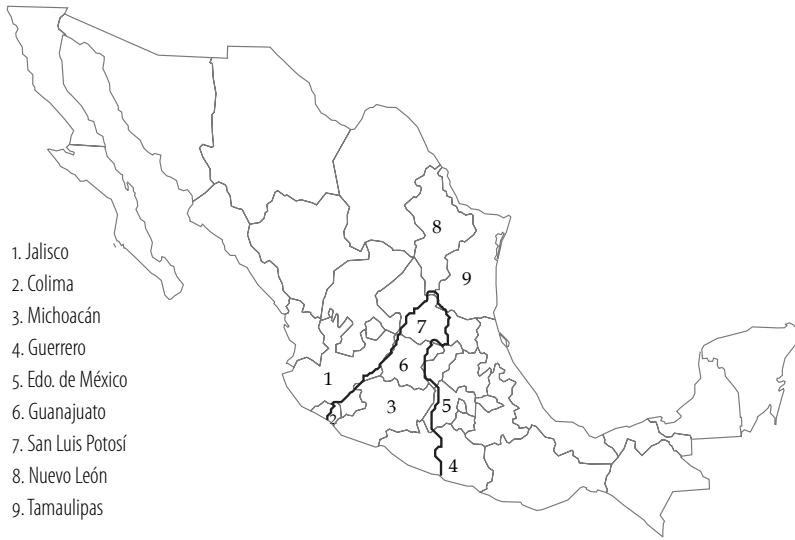 8
9
7
6
1
3
5
2
4
1. Jalisco
2. Colima
3. Michoacán
4. Guerrero
5. Edo. de México
6. Guanajuato
7. San Luis Potosí
8. Nuevo León
9. Tamaulipas